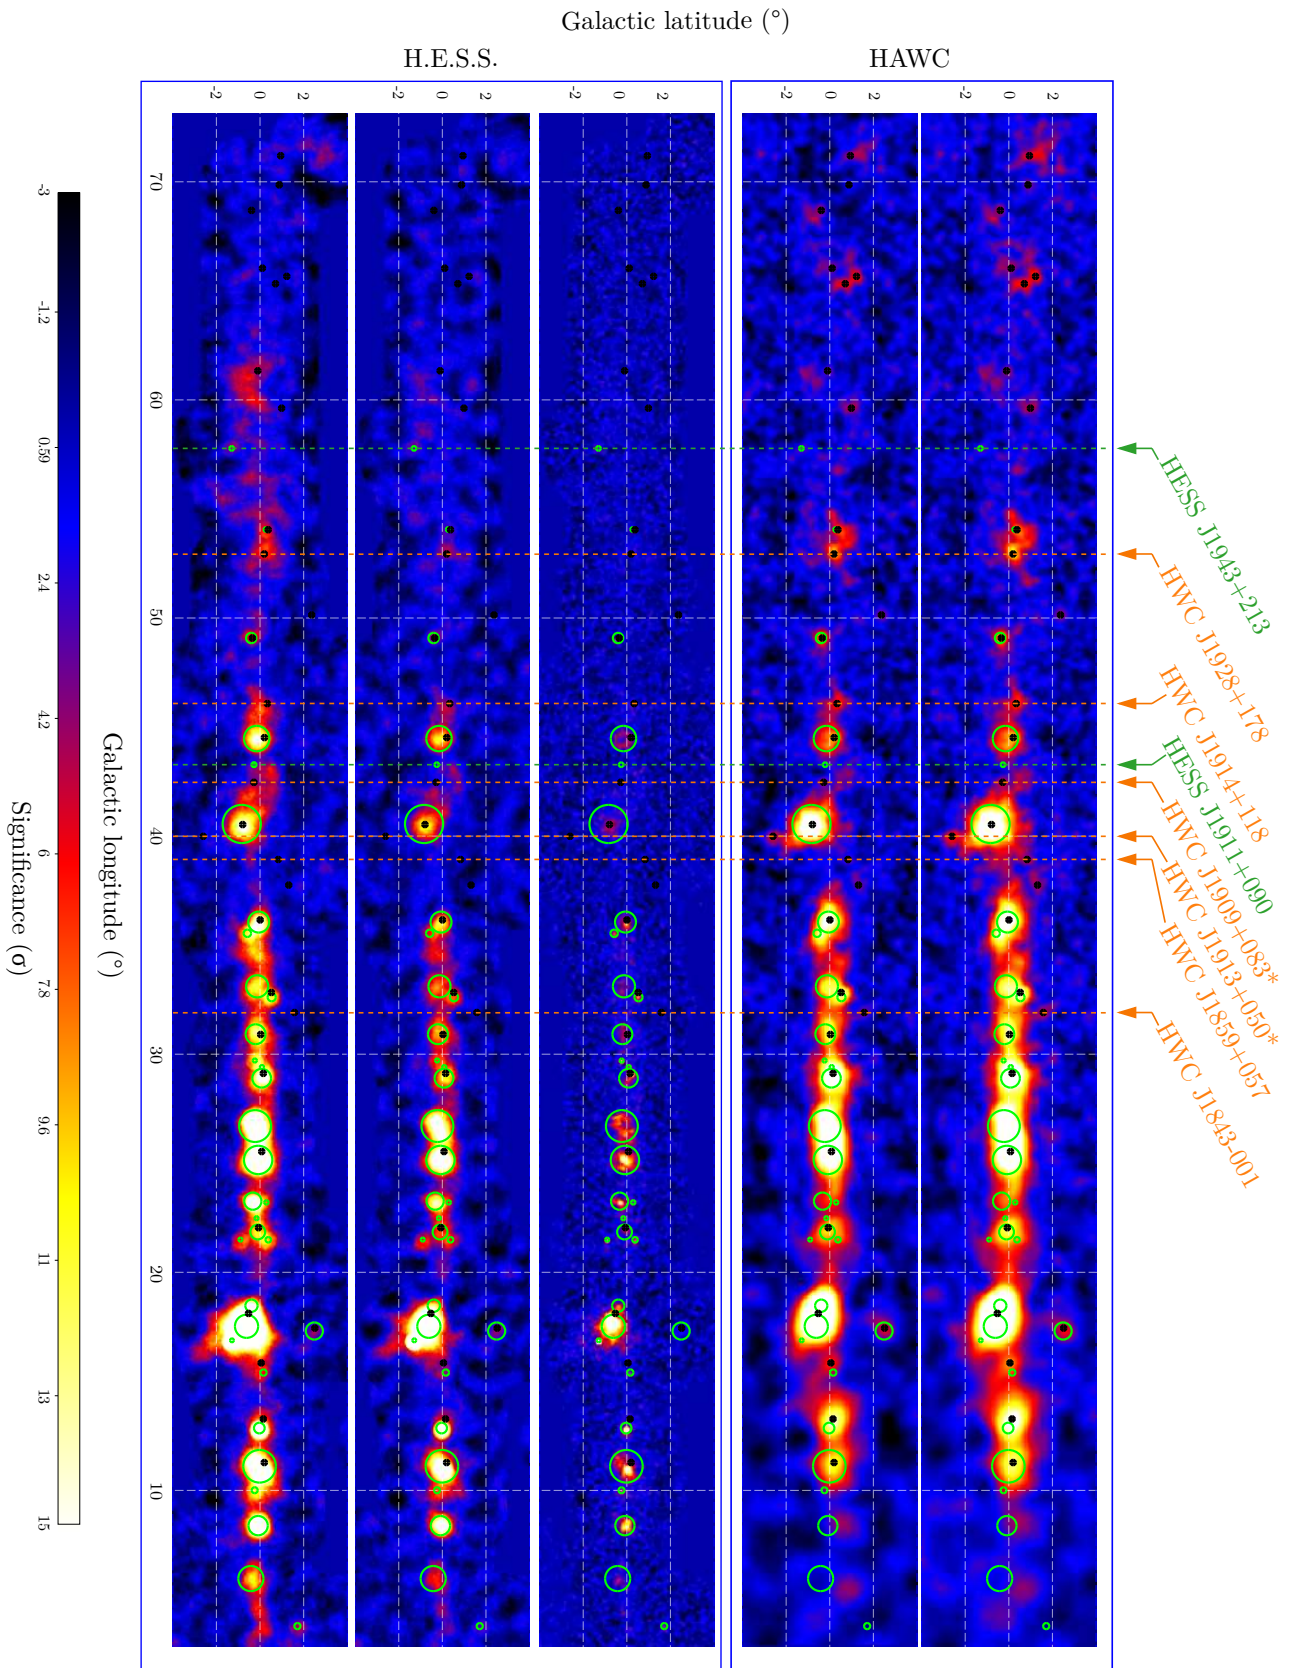 Galactic latitude (°)
H.E.S.S.
HAWC
-2 0 2
-2 0 2
-2 0 2
-2 0 2
-2 0 2
70
60
50
40
30
20
10
Galactic longitude (°)
HESS J1943+213
HWC J1928+178
HWC J1914+118
HESS J1911+090
HWC J1909+083*
HWC J1913+050*
HWC J1859+057
HWC J1843-001
-3 -1.2 0.59 2.4 4.2 6 7.8 9.6 11 13 15
Significance (σ)